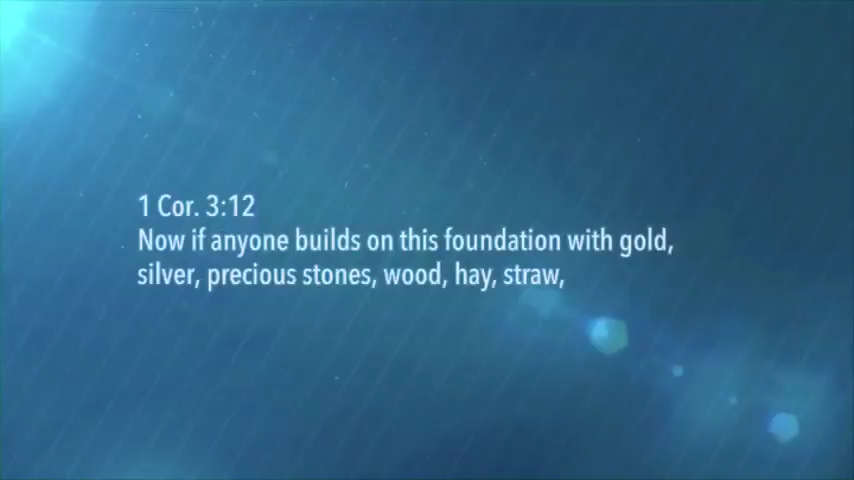 1 Cor. 3:12
Now if anyone builds on this foundation with gold,
silver, precious stones, wood, hay, straw,